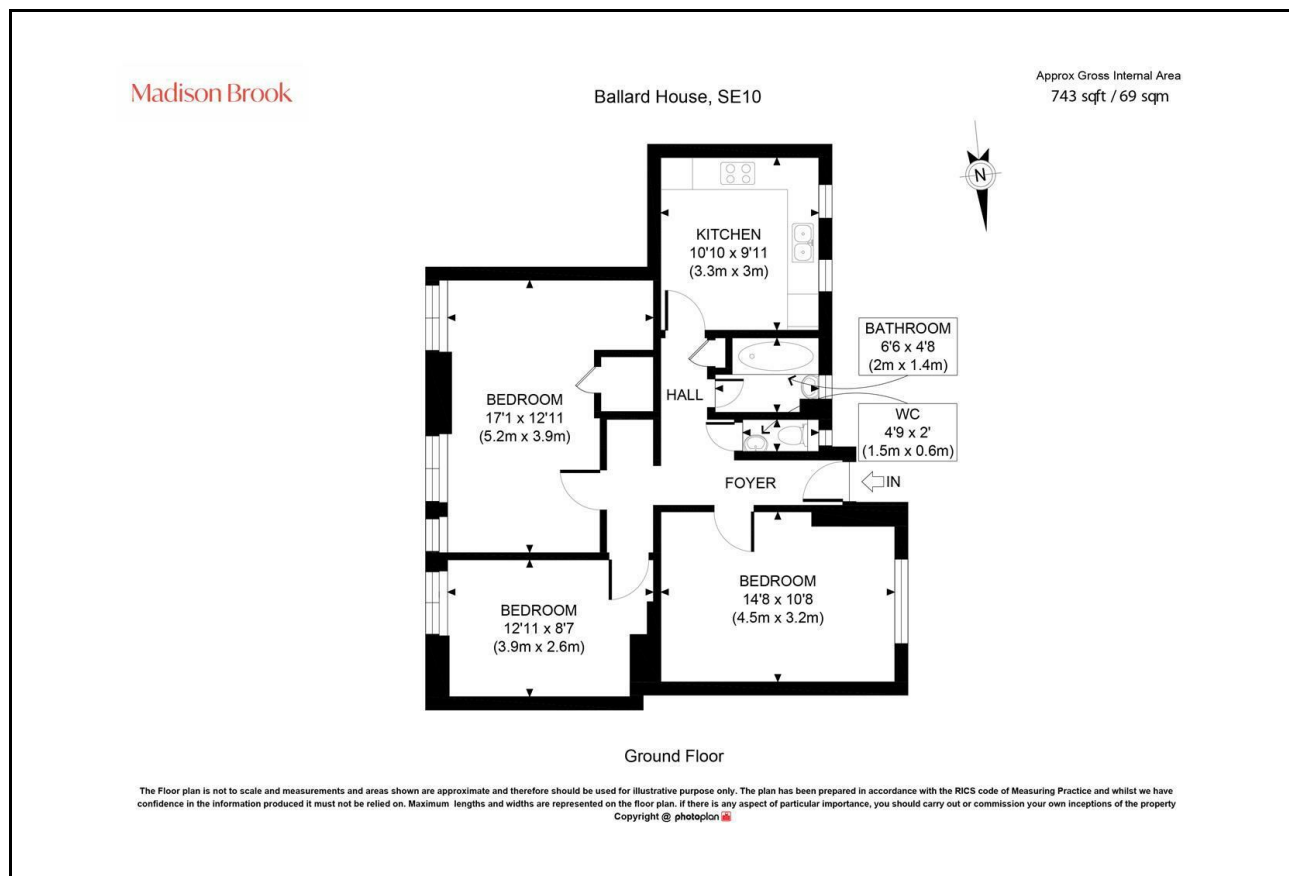 Madison Brook
Ballard House, SE10
Approx Gross Internal Area
743 sqft / 69 sqm
N
KITCHEN
10'10 x 9'11
(3.3m x 3m)
BATHROOM
6'6 x 4'8
(2m x 1.4m)
HALL
BEDROOM
17'1 x 12'11
(5.2m x 3.9m)
WC
4'9 x 2'
(1.5m x 0.6m)
FOYER
IN
BEDROOM
14'8 x 10'8
(4.5m x 3.2m)
BEDROOM
12'11 x 8'7
(3.9m x 2.6m)
Ground Floor
The Floor plan is not to scale and measurements and areas shown are approximate and therefore should be used for illustrative purpose only. The plan has been prepared in accordance with the RICS code of Measuring Practice and whilst we have
confidence in the information produced it must not be relied on. Maximum lengths and widths are represented on the floor plan. if there is any aspect of particular importance, you should carry out or commission your own inceptions of the property
Copyright @ photoplan